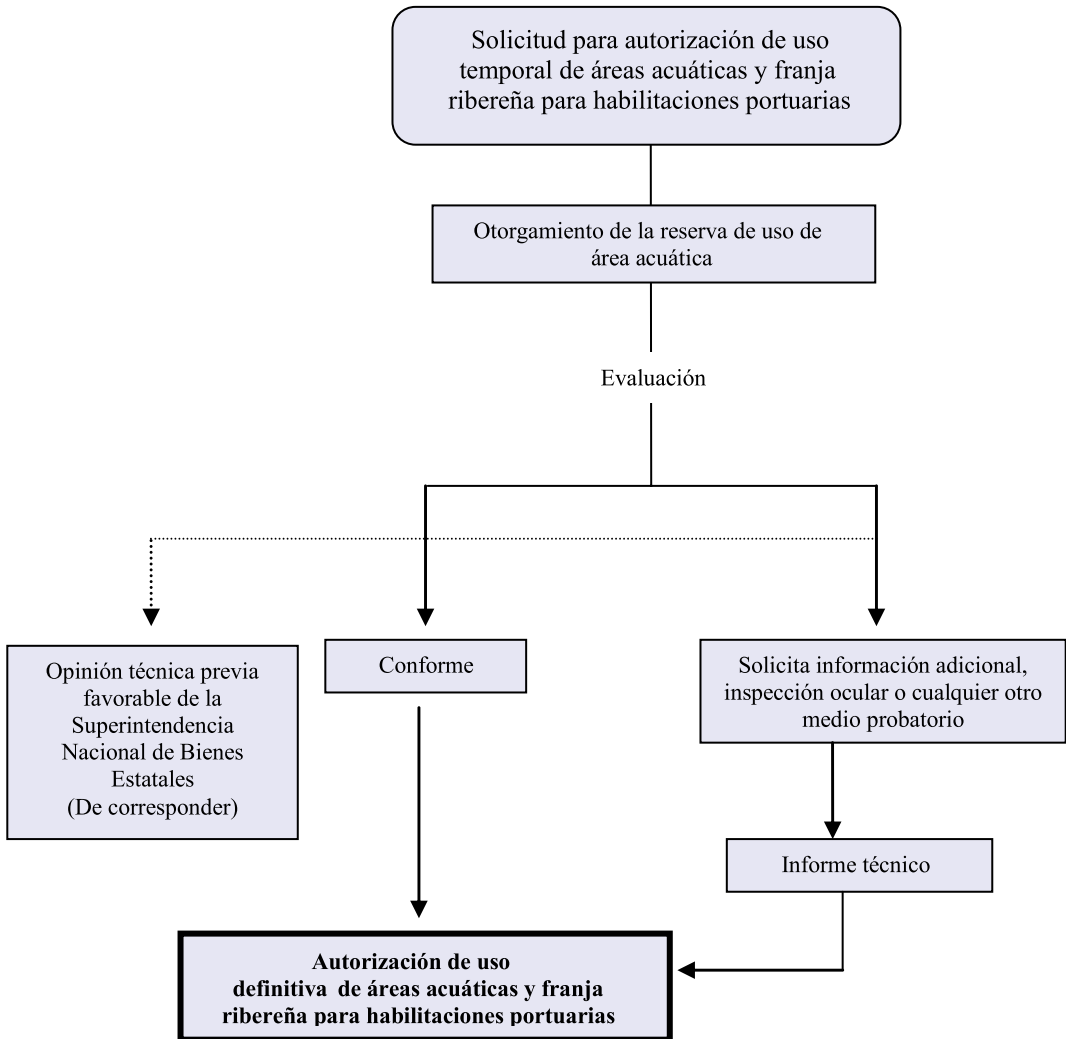 Solicitud para autorización de uso
temporal de áreas acuáticas y franja
ribereña para habilitaciones portuarias
Otorgamiento de la reserva de uso de
área acuática
Evaluación
Opinión técnica previa
favorable de la
Superintendencia
Nacional de Bienes
Estatales
(De corresponder)
Conforme
Solicita información adicional,
inspección ocular o cualquier otro
medio probatorio
Informe técnico
Autorización de uso
definitiva de áreas acuáticas y franja
ribereña para habilitaciones portuarias